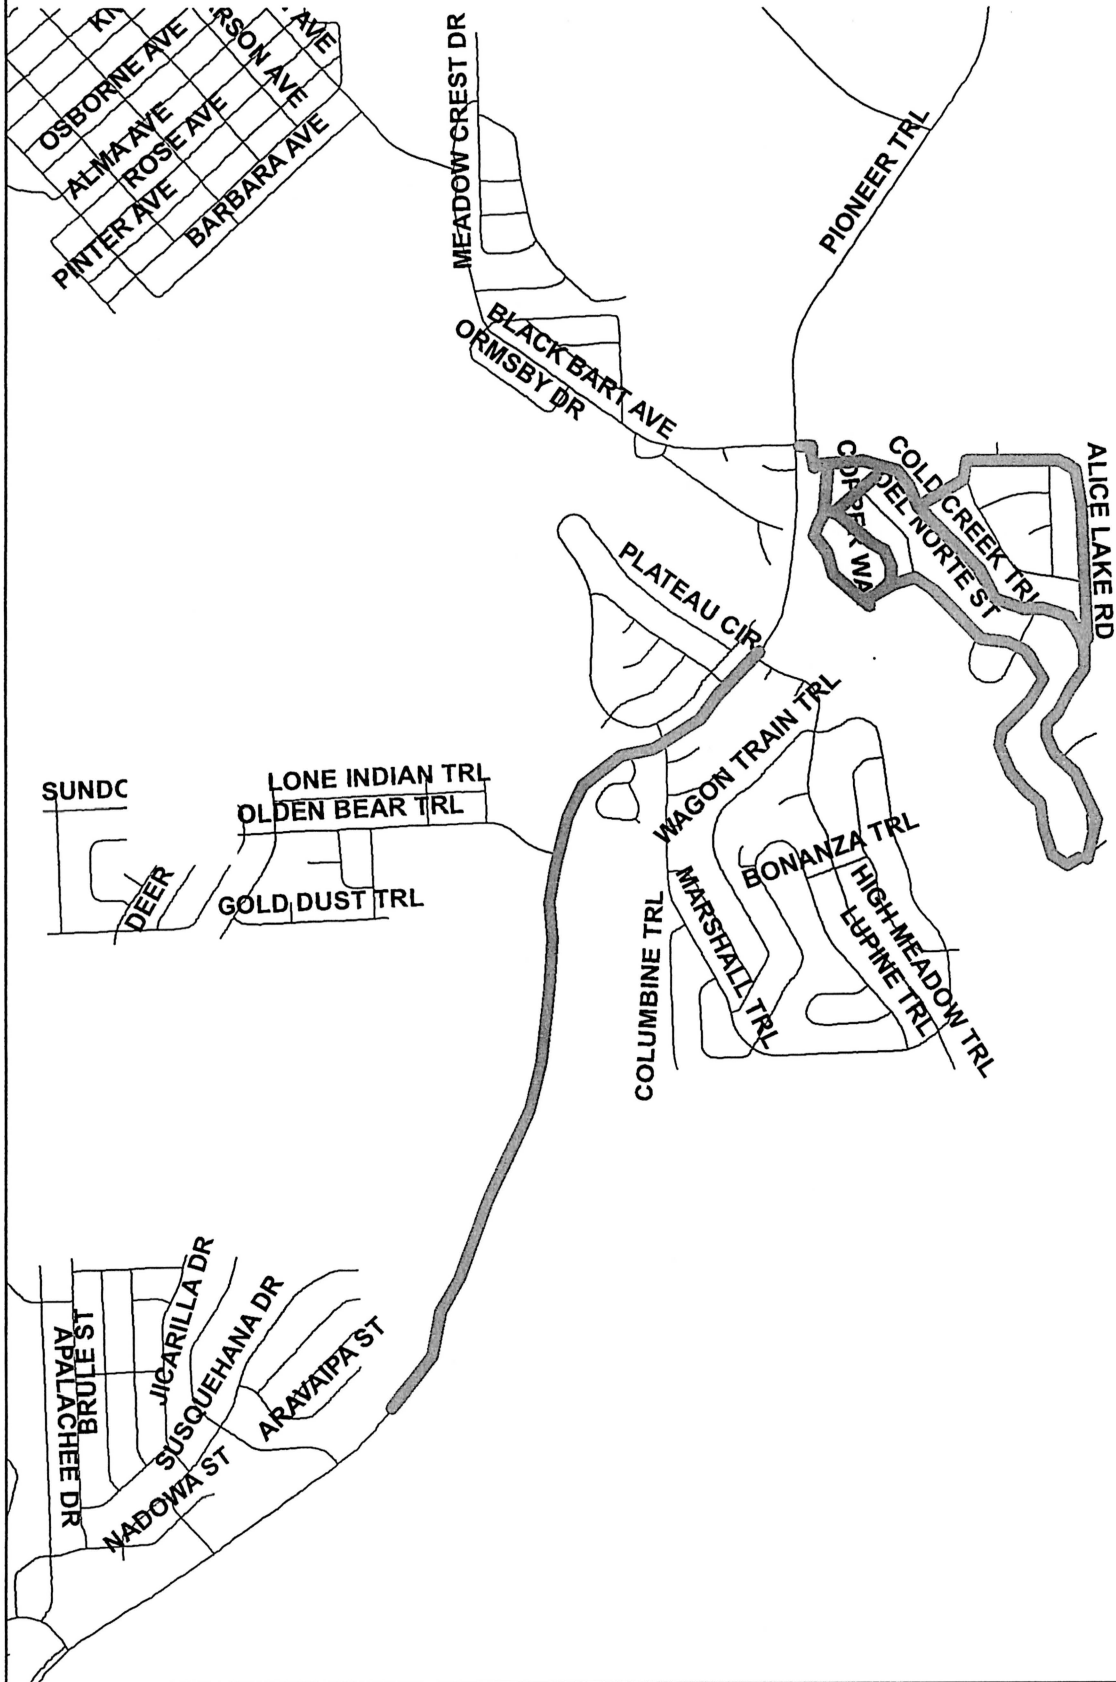 AVE
OSBORNE AVE
ALMA AVE
ROSE AVE
BARBARA AVE
PINTER AVE
MEADOW CREST DR
PIONEER TRL
BLACK BART AVE
ORMSBY DR
COLD CREEK TRL
DEL NORTE ST
COPPER WA
ALICE LAKE RD
PLATEAU CIR
WAGON TRAIN TRL
SUNDC
LONE INDIAN TRL
OLDEN BEAR TRL
DEER
GOLD DUST TRL
BONANZA TRL
HIGH MEADOW TRL
LUPINE TRL
MARSHALL TRL
COLUMBINE TRL
JICARILLA DR
SUSQUEHANA DR
ARAVAIPA ST
BRULE ST
APALACHEE DR
NADOWA ST